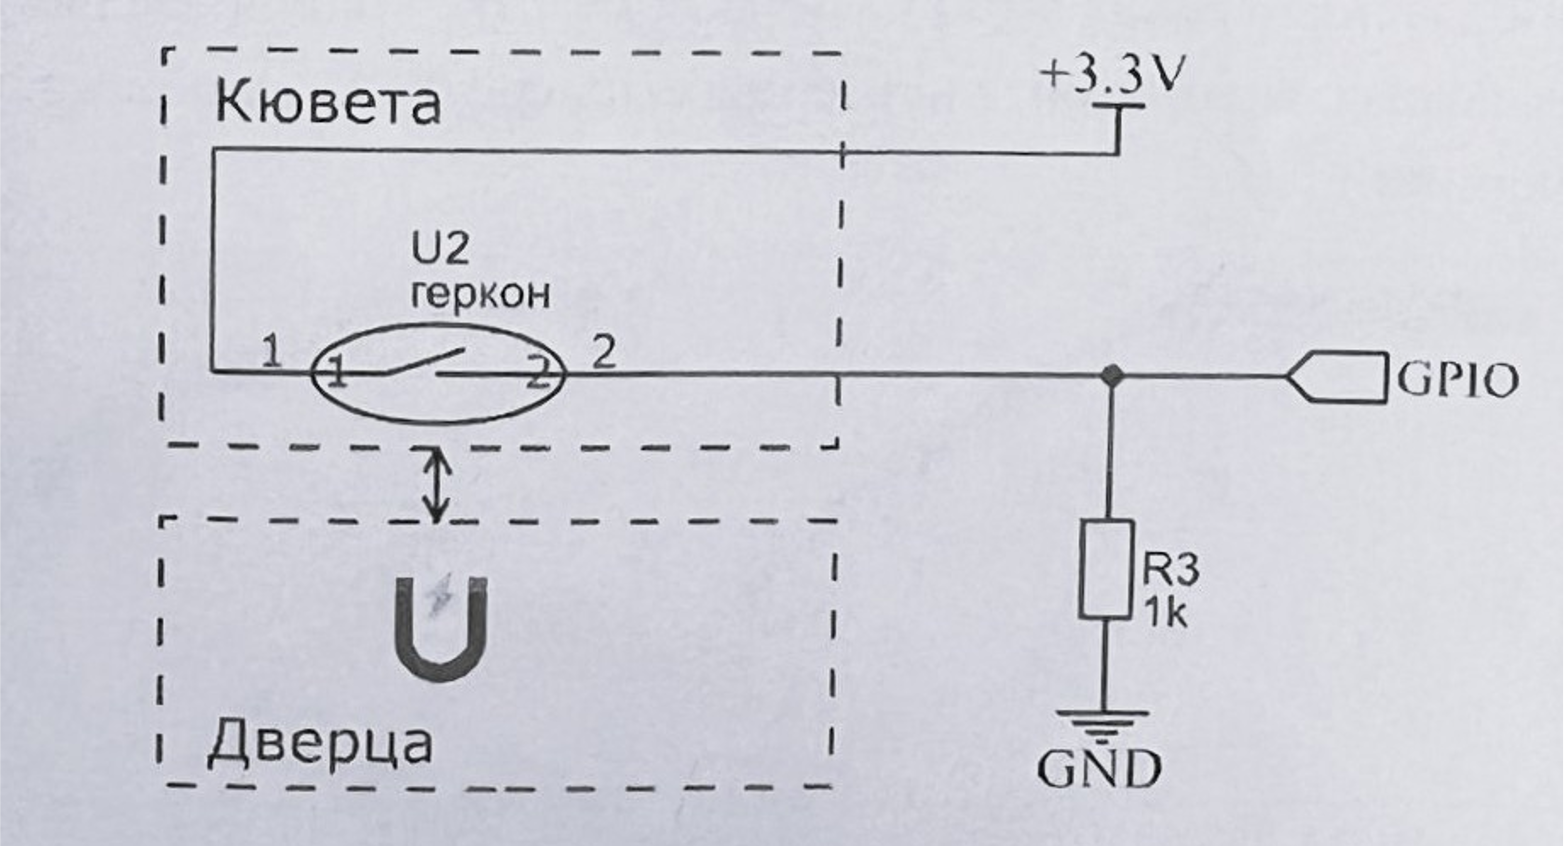 Кювета
+3.3V
U2
геркон
1
1
2
2
GPIO
R3
1k
Дверца
GND